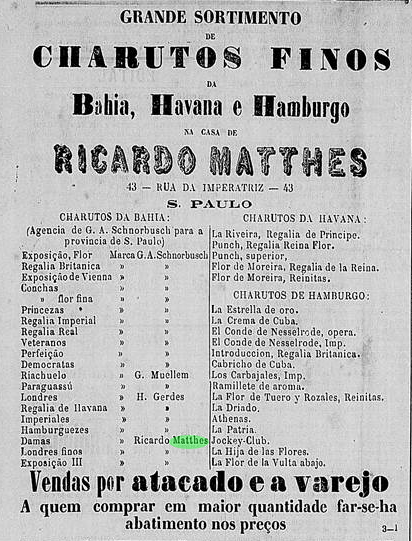 GRANDE SORTIMENTO
DE
CHARUTOS FINOS
DA
Bahia, Havana e Hamburgo
NA CASA DE
RICARDO MATTHES
43 — RUA DA IMPERATRIZ — 43
S. PAULO
CHARUTOS DA BAHIA:
(Agencia de G. A. Schnorbusch para a
provincia de S. Paulo)
Exposição, Flor Marca G. A. Schnorbusch
Regalia Britanica » »
Exposição de Vienna » »
Conchas » »
» flor fina » »
Princezas » »
Regalia Imperial » »
Regalia Real » »
Veteranos » »
Perfeição » »
Democratas » »
Riachuelo » G. Muellem
Paraguassú » »
Londres » H. Gerdes
Regalia de Havana » »
Imperiales » »
Hamburguezes » »
Damas » Ricardo Matthes
Londres finos » »
Exposição III » »
CHARUTOS DA HAVANA:
La Riveira, Regalia de Principe.
Punch, Regalia Reina Flor.
Punch, superior,
Flor de Moreira, Regalia de la Reina.
Flor de Moreira, Reinitas.
CHARUTOS DE HAMBURGO:
La Estrella de oro.
La Crema de Cuba.
El Conde de Nesselrode, opera.
El Conde de Nesselrode, Imp.
Introduccion, Regalia Britanica.
Cabricho de Cuba.
Los Carbajales, Imp.
Ramillete de aroma.
La Flor de Tuero y Rozales, Reinitas.
La Driado.
Athenas.
La Patria.
Jockey-Club.
La Hija de las Flores.
La Flor de la Vulta abajo.
Vendas por atacado e a varejo
A quem comprar em maior quantidade far-se-ha
abatimento nos preços
3-1